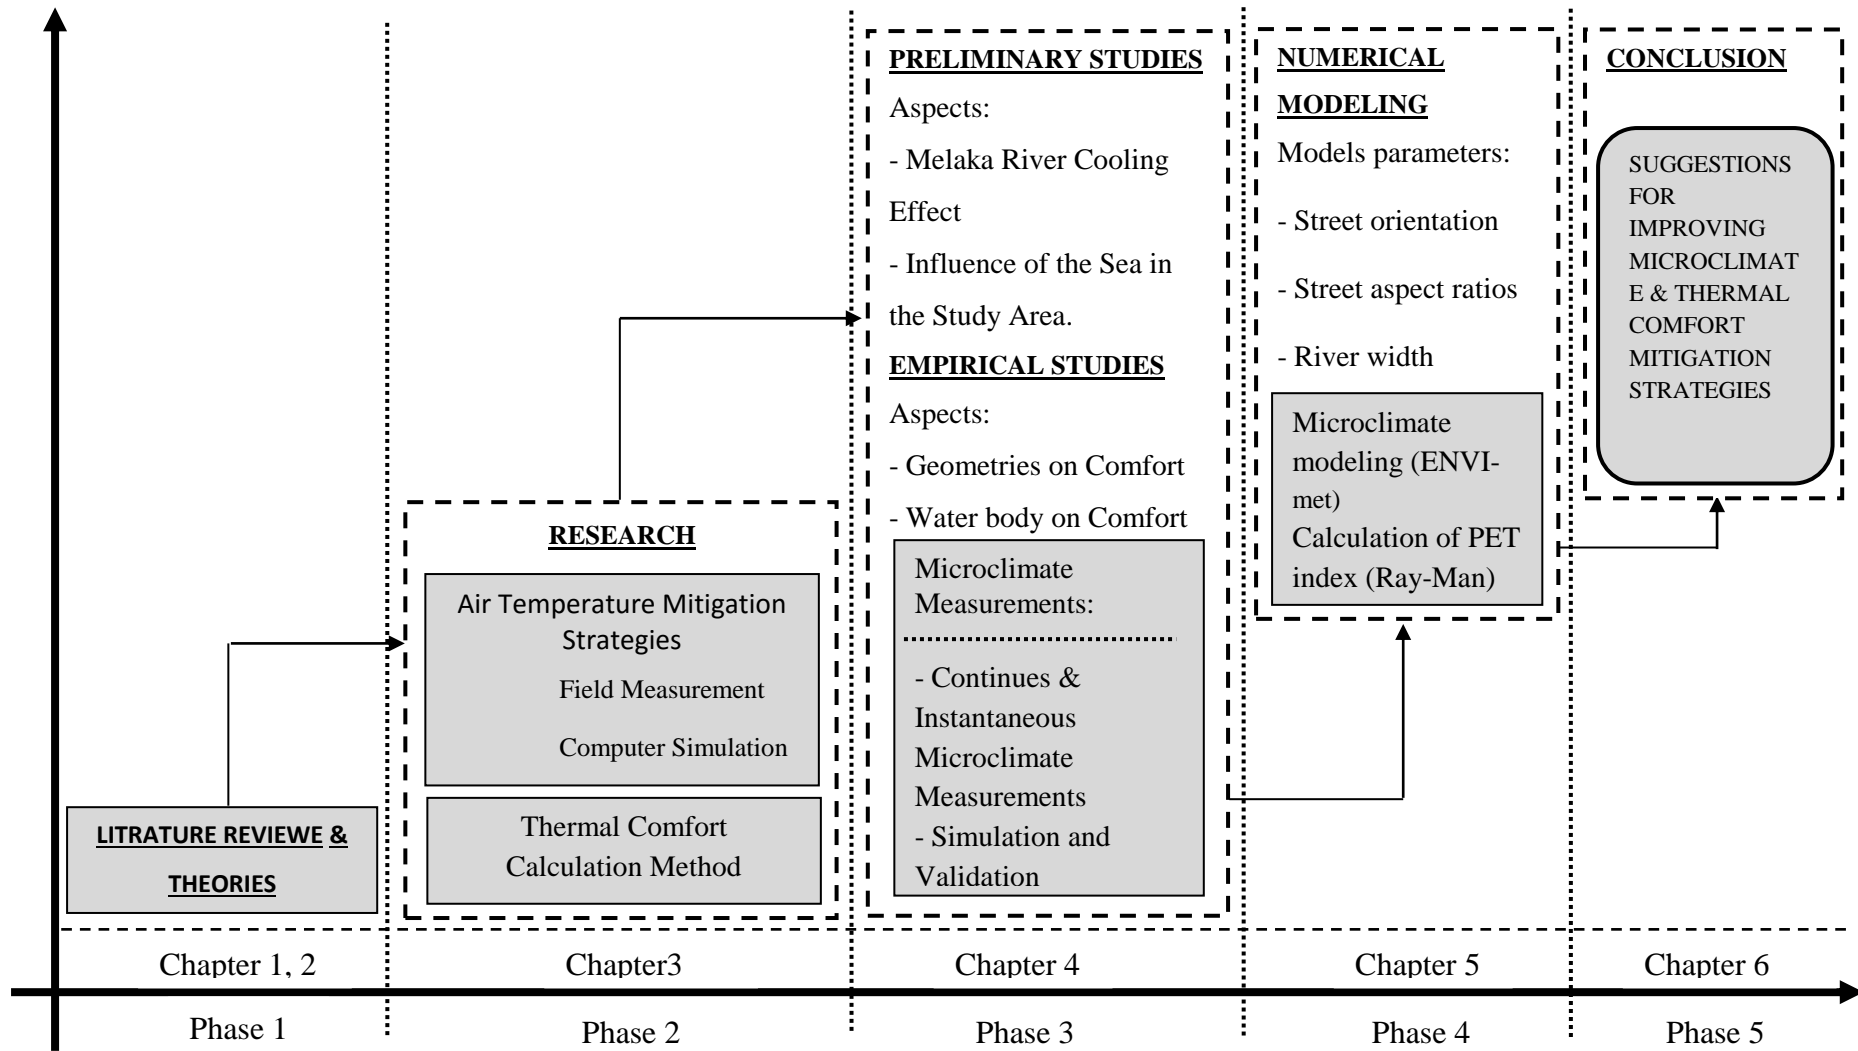 LITRATURE REVIEWE &
THEORIES
RESEARCH
Air Temperature Mitigation
Strategies
Field Measurement
Computer Simulation
Thermal Comfort
Calculation Method
PRELIMINARY STUDIES
Aspects:
- Melaka River Cooling
Effect
- Influence of the Sea in
the Study Area.
EMPIRICAL STUDIES
Aspects:
- Geometries on Comfort
- Water body on Comfort
Microclimate
Measurements:
- Continues &
Instantaneous
Microclimate
Measurements
- Simulation and
Validation
NUMERICAL
MODELING
Models parameters:
- Street orientation
- Street aspect ratios
- River width
Microclimate
modeling (ENVI-
met)
Calculation of PET
index (Ray-Man)
CONCLUSION
SUGGESTIONS
FOR
IMPROVING
MICROCLIMAT
E & THERMAL
COMFORT
MITIGATION
STRATEGIES
Chapter 1, 2
Chapter3
Chapter 4
Chapter 5
Chapter 6
Phase 1
Phase 2
Phase 3
Phase 4
Phase 5